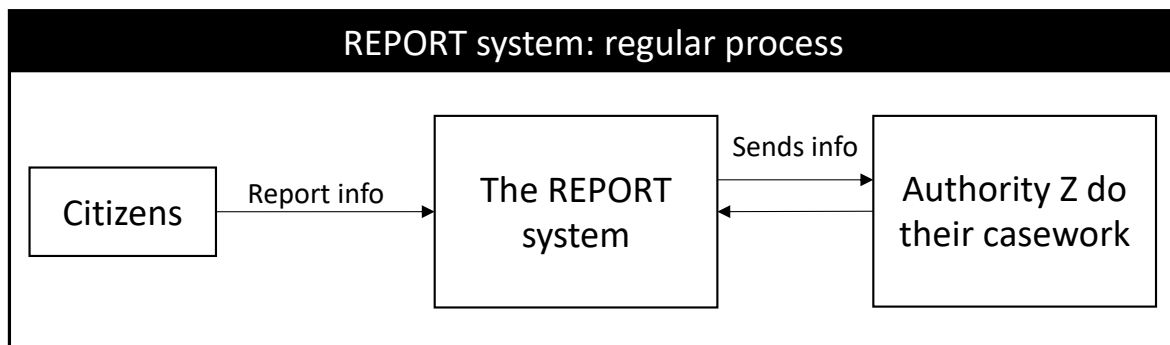 REPORT system: regular process
Citizens
Report info
The REPORT
system
Sends info
Authority Z do
their casework